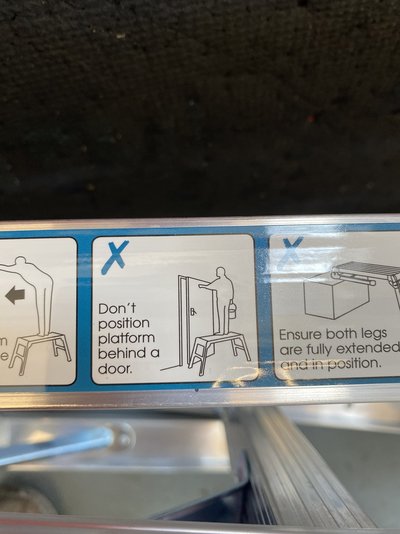 Don't
position
platform
behind a
door.
Ensure both legs
are fully extended
and in position.